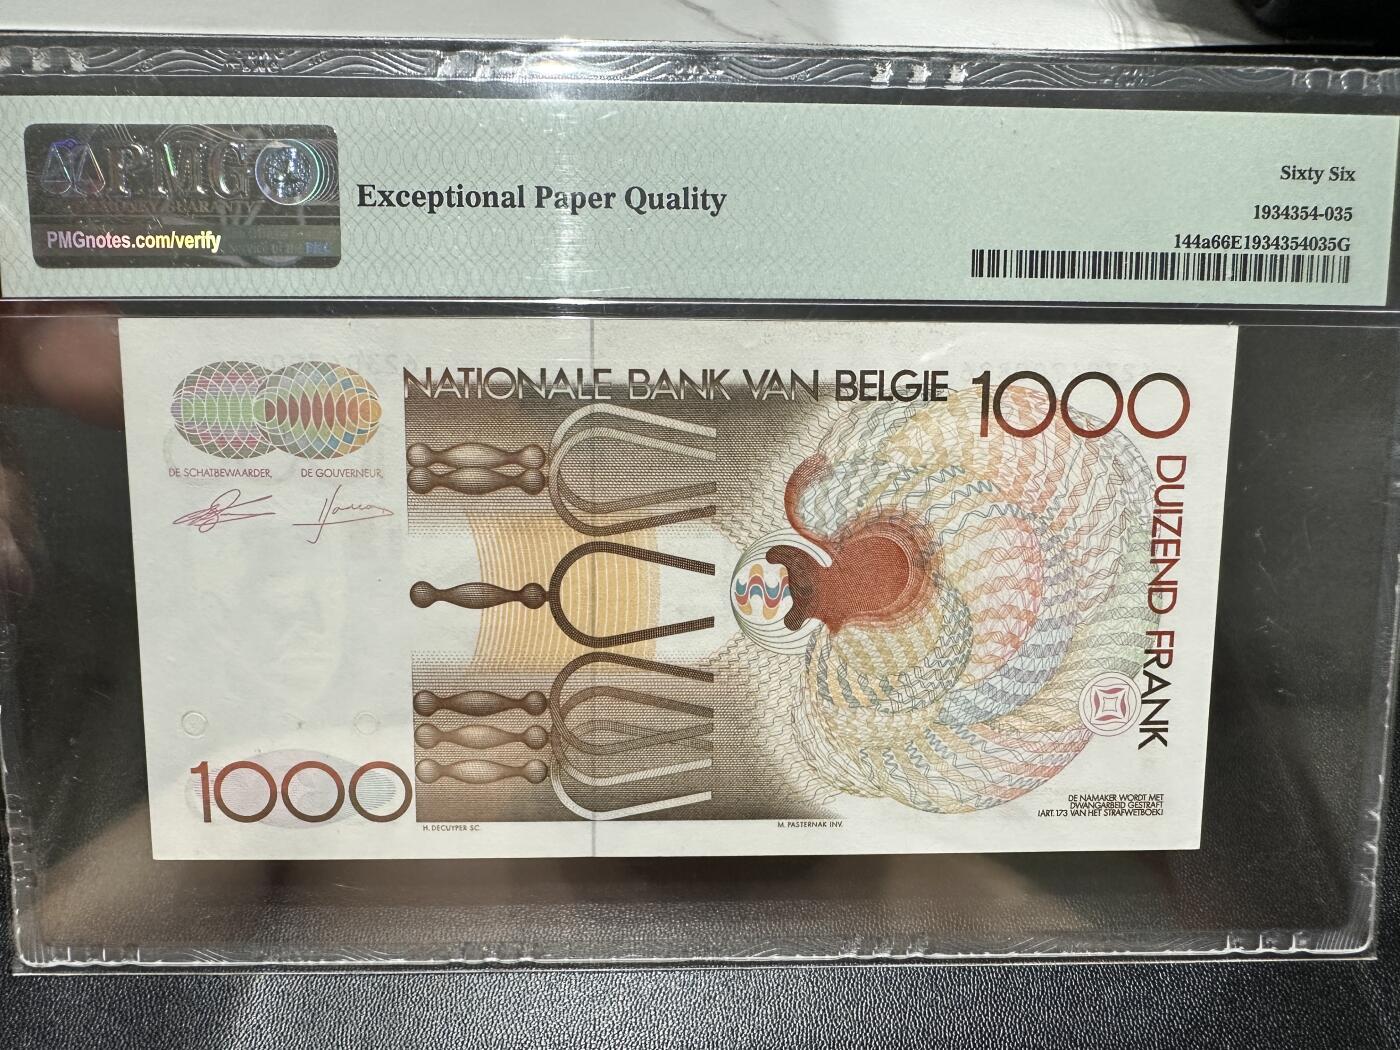 PMG
PMGnotes.com/verify
Exceptional Paper Quality
Sixty Six
1934354-035
144a66E1934354035G
NATIONALE BANK VAN BELGIE 1000
DUIZEND FRANK
DE SCHATBEWAARDER,
DE GOUVERNEUR,
1000
H. DECUYPER SC.
M. PASTERNAK INV.
DE NAMAKER WORDT MET
DWANGARBEID GESTRAFT
(ART. 173 VAN HET STRAFWETBOEK)